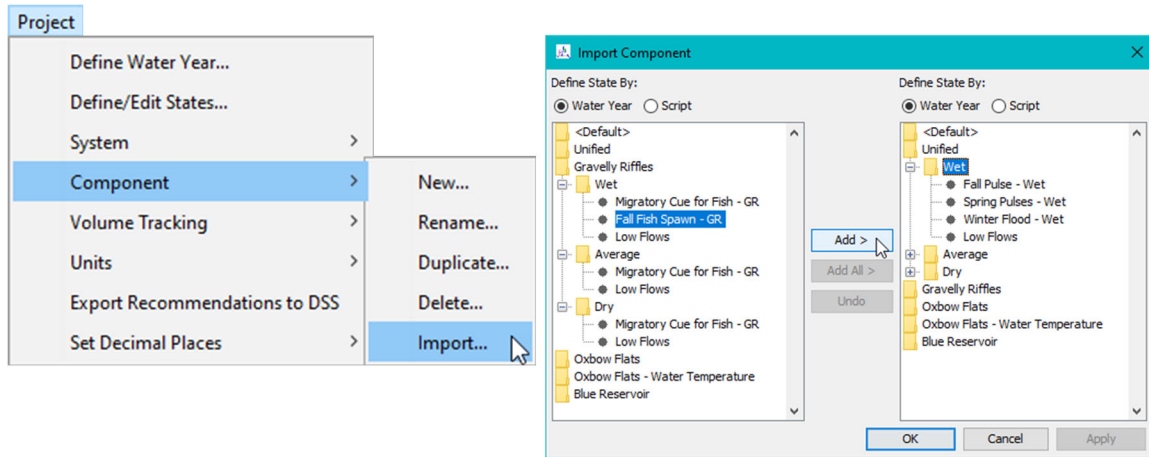 Project
Define Water Year...
Define/Edit States...
System
Component
Volume Tracking
Units
Export Recommendations to DSS
Set Decimal Places
New...
Rename...
Duplicate...
Delete...
Import...
Import Component
Define State By:
Water Year Script
<Default>
Unified
Gravelly Riffles
Wet
Migratory Cue for Fish - GR
Fall Fish Spawn - GR
Low Flows
Average
Migratory Cue for Fish - GR
Low Flows
Dry
Migratory Cue for Fish - GR
Low Flows
Oxbow Flats
Oxbow Flats - Water Temperature
Blue Reservoir
Add >
Add All >
Undo
Define State By:
Water Year Script
<Default>
Unified
Wet
Fall Pulse - Wet
Spring Pulses - Wet
Winter Flood - Wet
Low Flows
Average
Dry
Gravelly Riffles
Oxbow Flats
Oxbow Flats - Water Temperature
Blue Reservoir
OK Cancel Apply